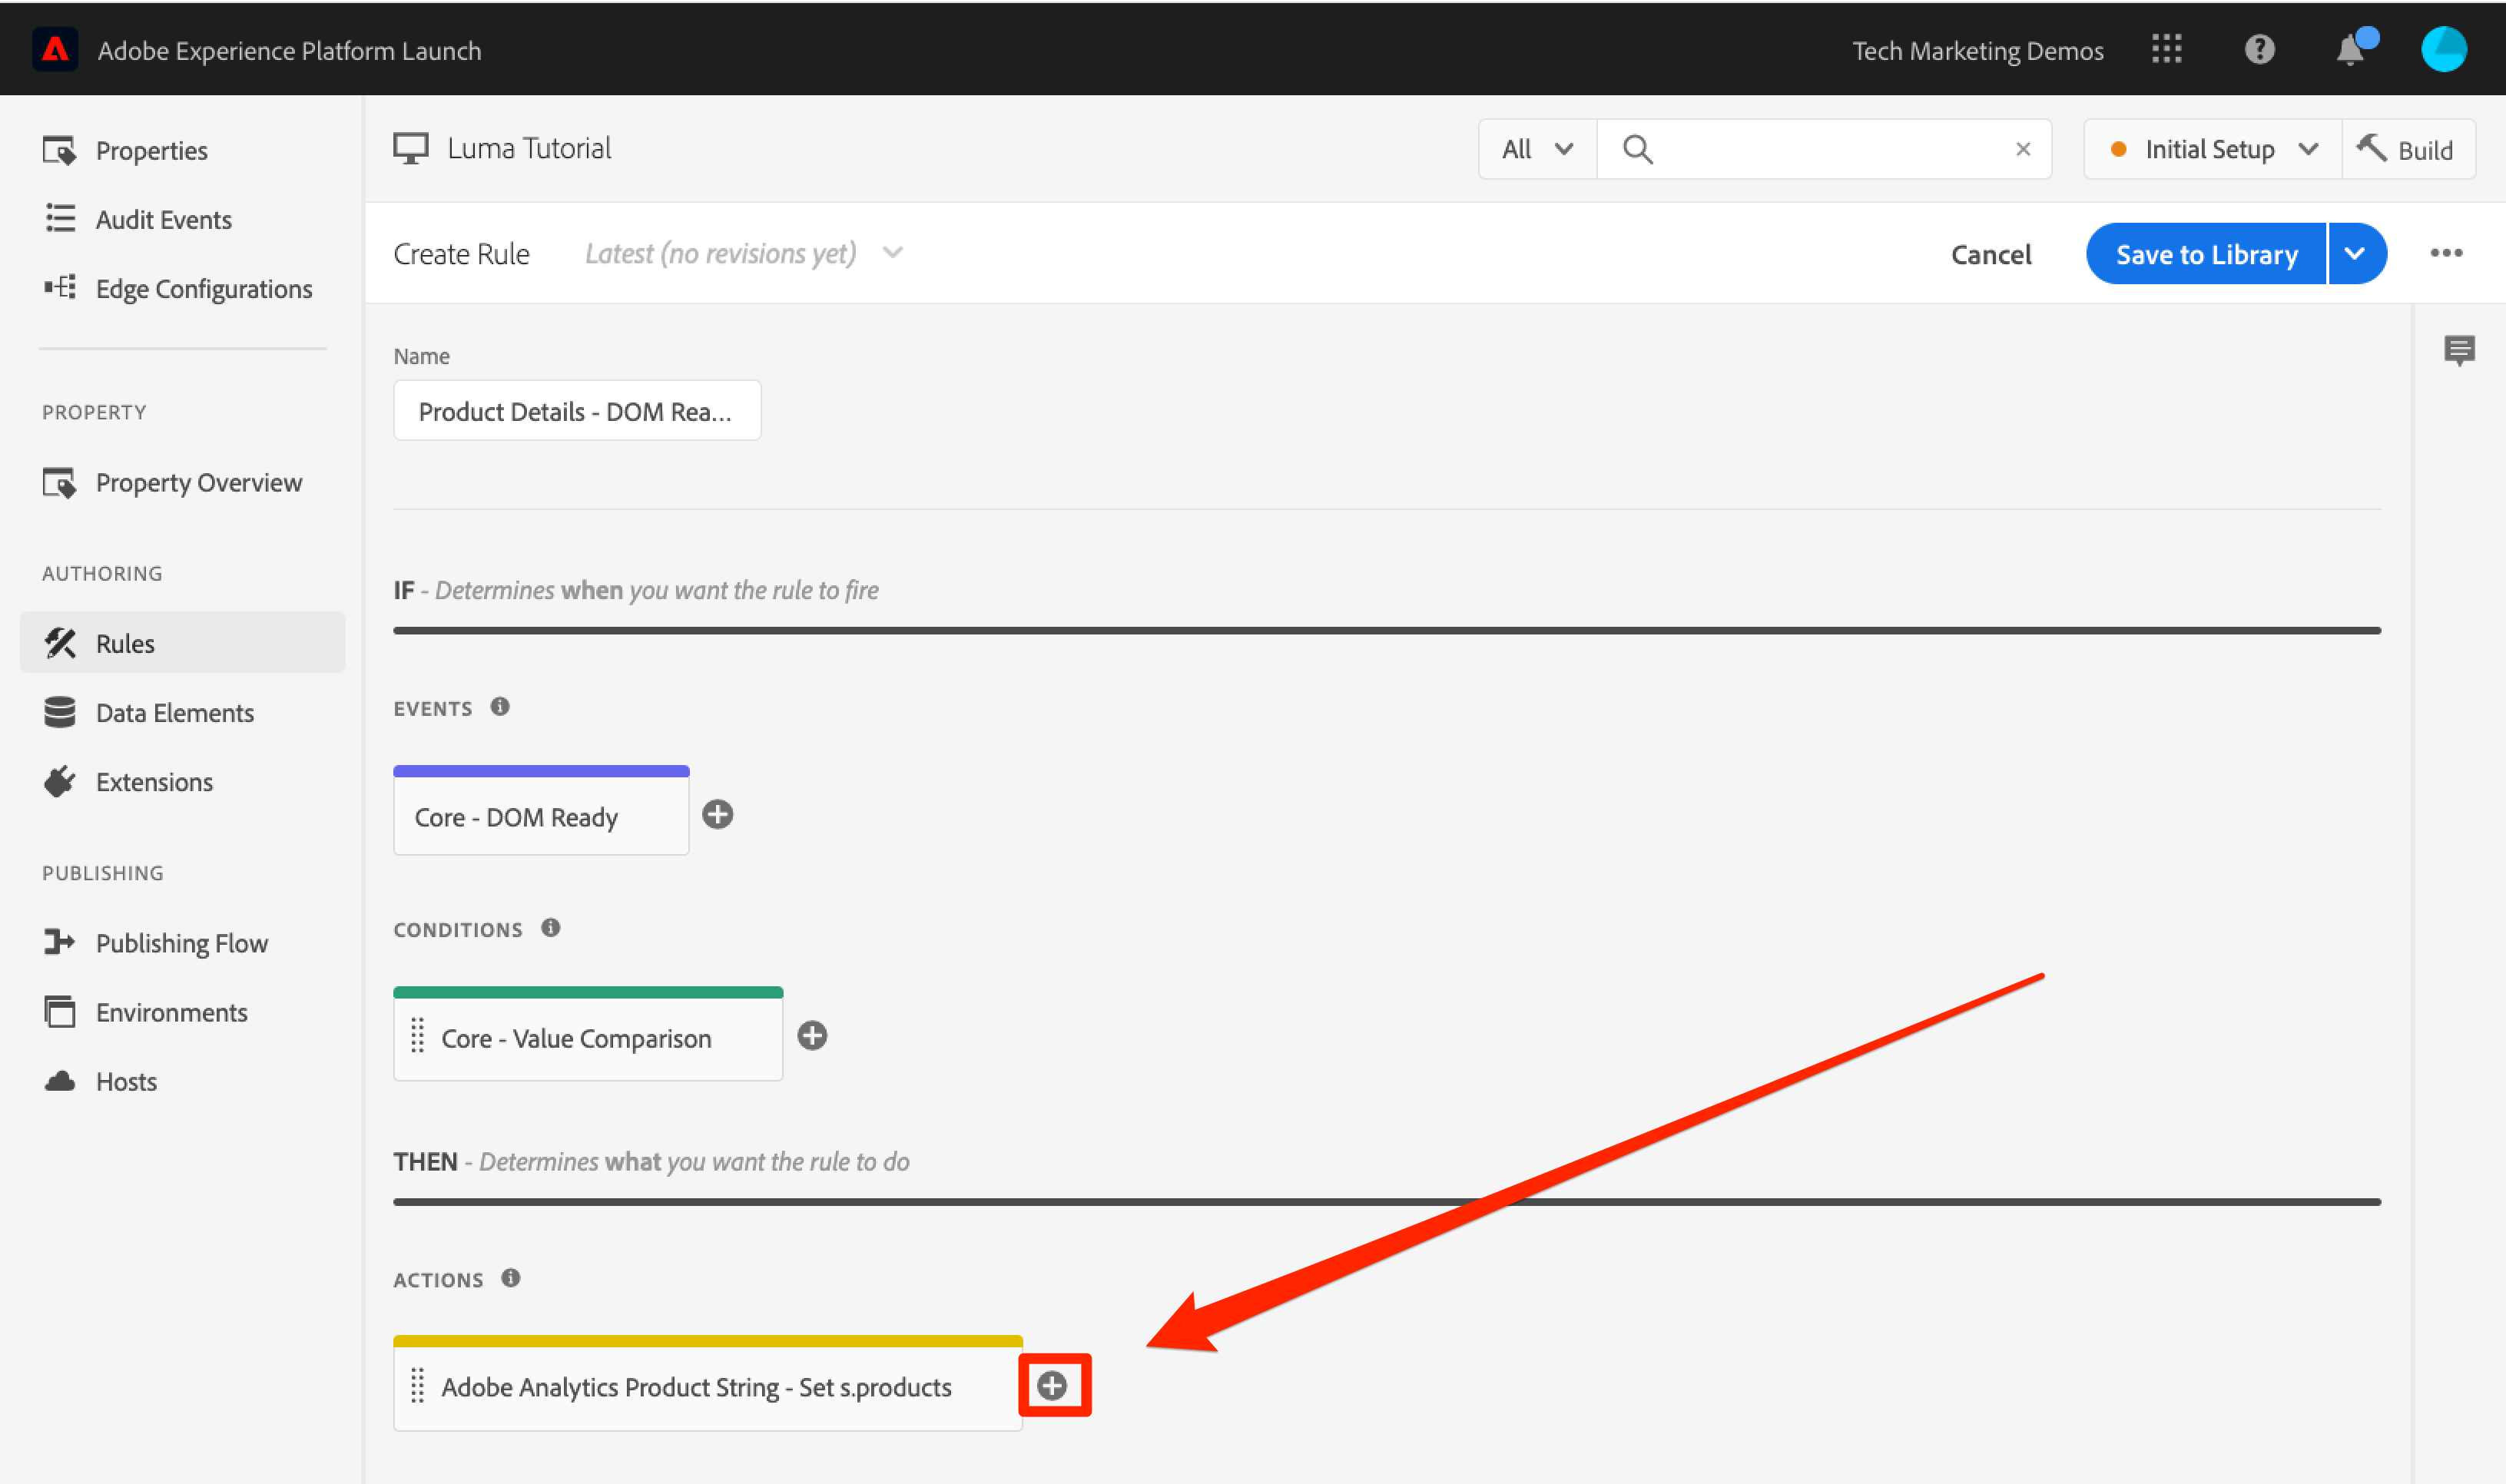 Adobe Experience Platform Launch
Tech Marketing Demos
Properties
Audit Events
Edge Configurations
PROPERTY
Property Overview
AUTHORING
Rules
Data Elements
Extensions
PUBLISHING
Publishing Flow
Environments
Hosts
Luma Tutorial
All
Initial Setup
Build
Create Rule
Latest (no revisions yet)
Cancel
Save to Library
Name
Product Details - DOM Rea...
IF - Determines when you want the rule to fire
EVENTS
Core - DOM Ready
CONDITIONS
Core - Value Comparison
THEN - Determines what you want the rule to do
ACTIONS
Adobe Analytics Product String - Set s.products